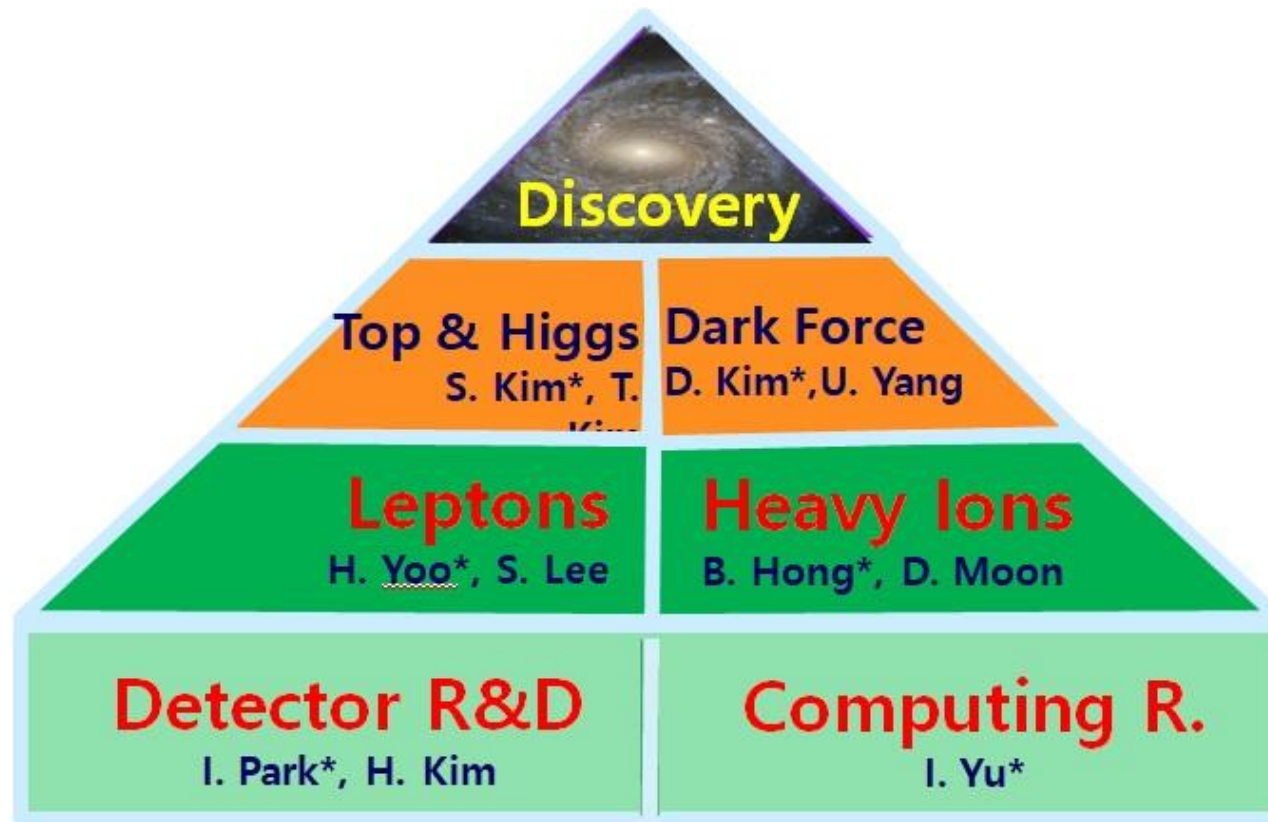 Discovery
Top & Higgs
S. Kim*, T.
Kim
Dark Force
D. Kim*,U. Yang
Leptons
H. Yoo*, S. Lee
Heavy Ions
B. Hong*, D. Moon
Detector R&D
I. Park*, H. Kim
Computing R.
I. Yu*